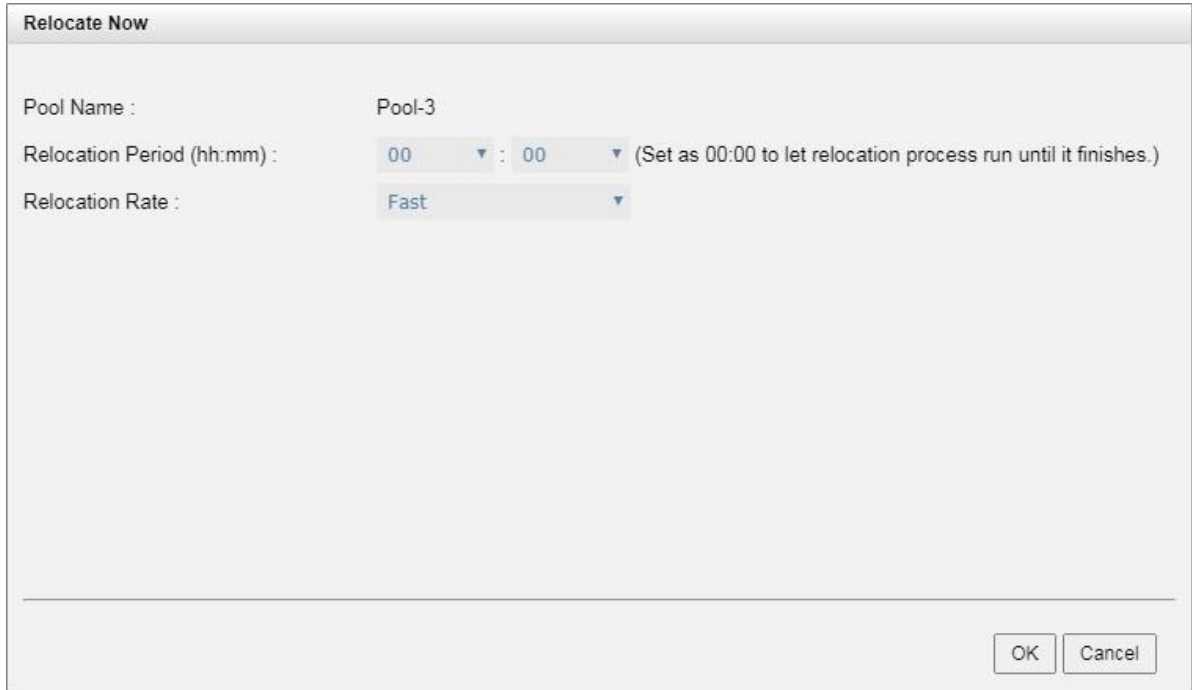 Relocate Now
Pool Name : Pool-3
Relocation Period (hh:mm) : 00 : 00 (Set as 00:00 to let relocation process run until it finishes.)
Relocation Rate : Fast
OK Cancel